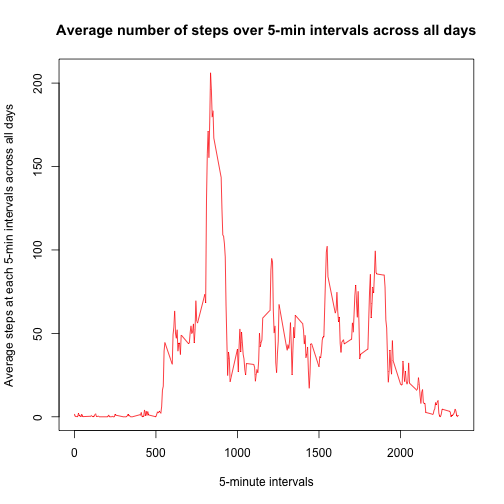 Average number of steps over 5-min intervals across all days
Average steps at each 5-min intervals across all days
200
150
100
50
0
0 500 1000 1500 2000
5-minute intervals